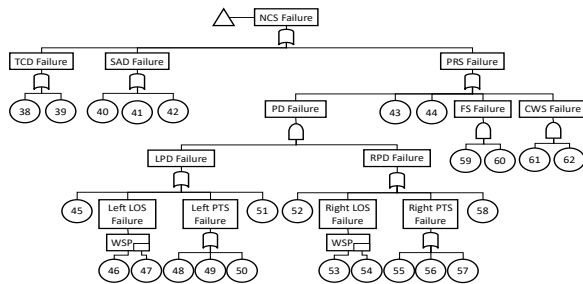 NCS Failure
TCD Failure SAD Failure PRS Failure
38 39 40 41 42 PD Failure 43 44 FS Failure CWS Failure
59 60 61 62
LPD Failure RPD Failure
45 Left LOS Failure Left PTS Failure 51 52 Right LOS Failure Right PTS Failure 58
WSP WSP
46 47 48 49 50 53 54 55 56 57